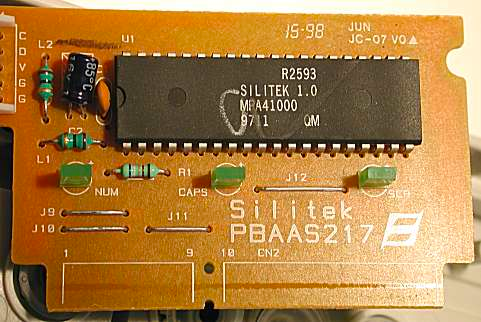 15-98
JUN
JC-07 V0
C
D
V
G
G
L2
U1
85°C
R2593
SILITEK 1.0
MPA41000
9711 QM
C2
L1
R1
NUM
CAPS
J12
SCR
J9
J10
J11
Silitek
PBAAS217
1
9
10
CN2